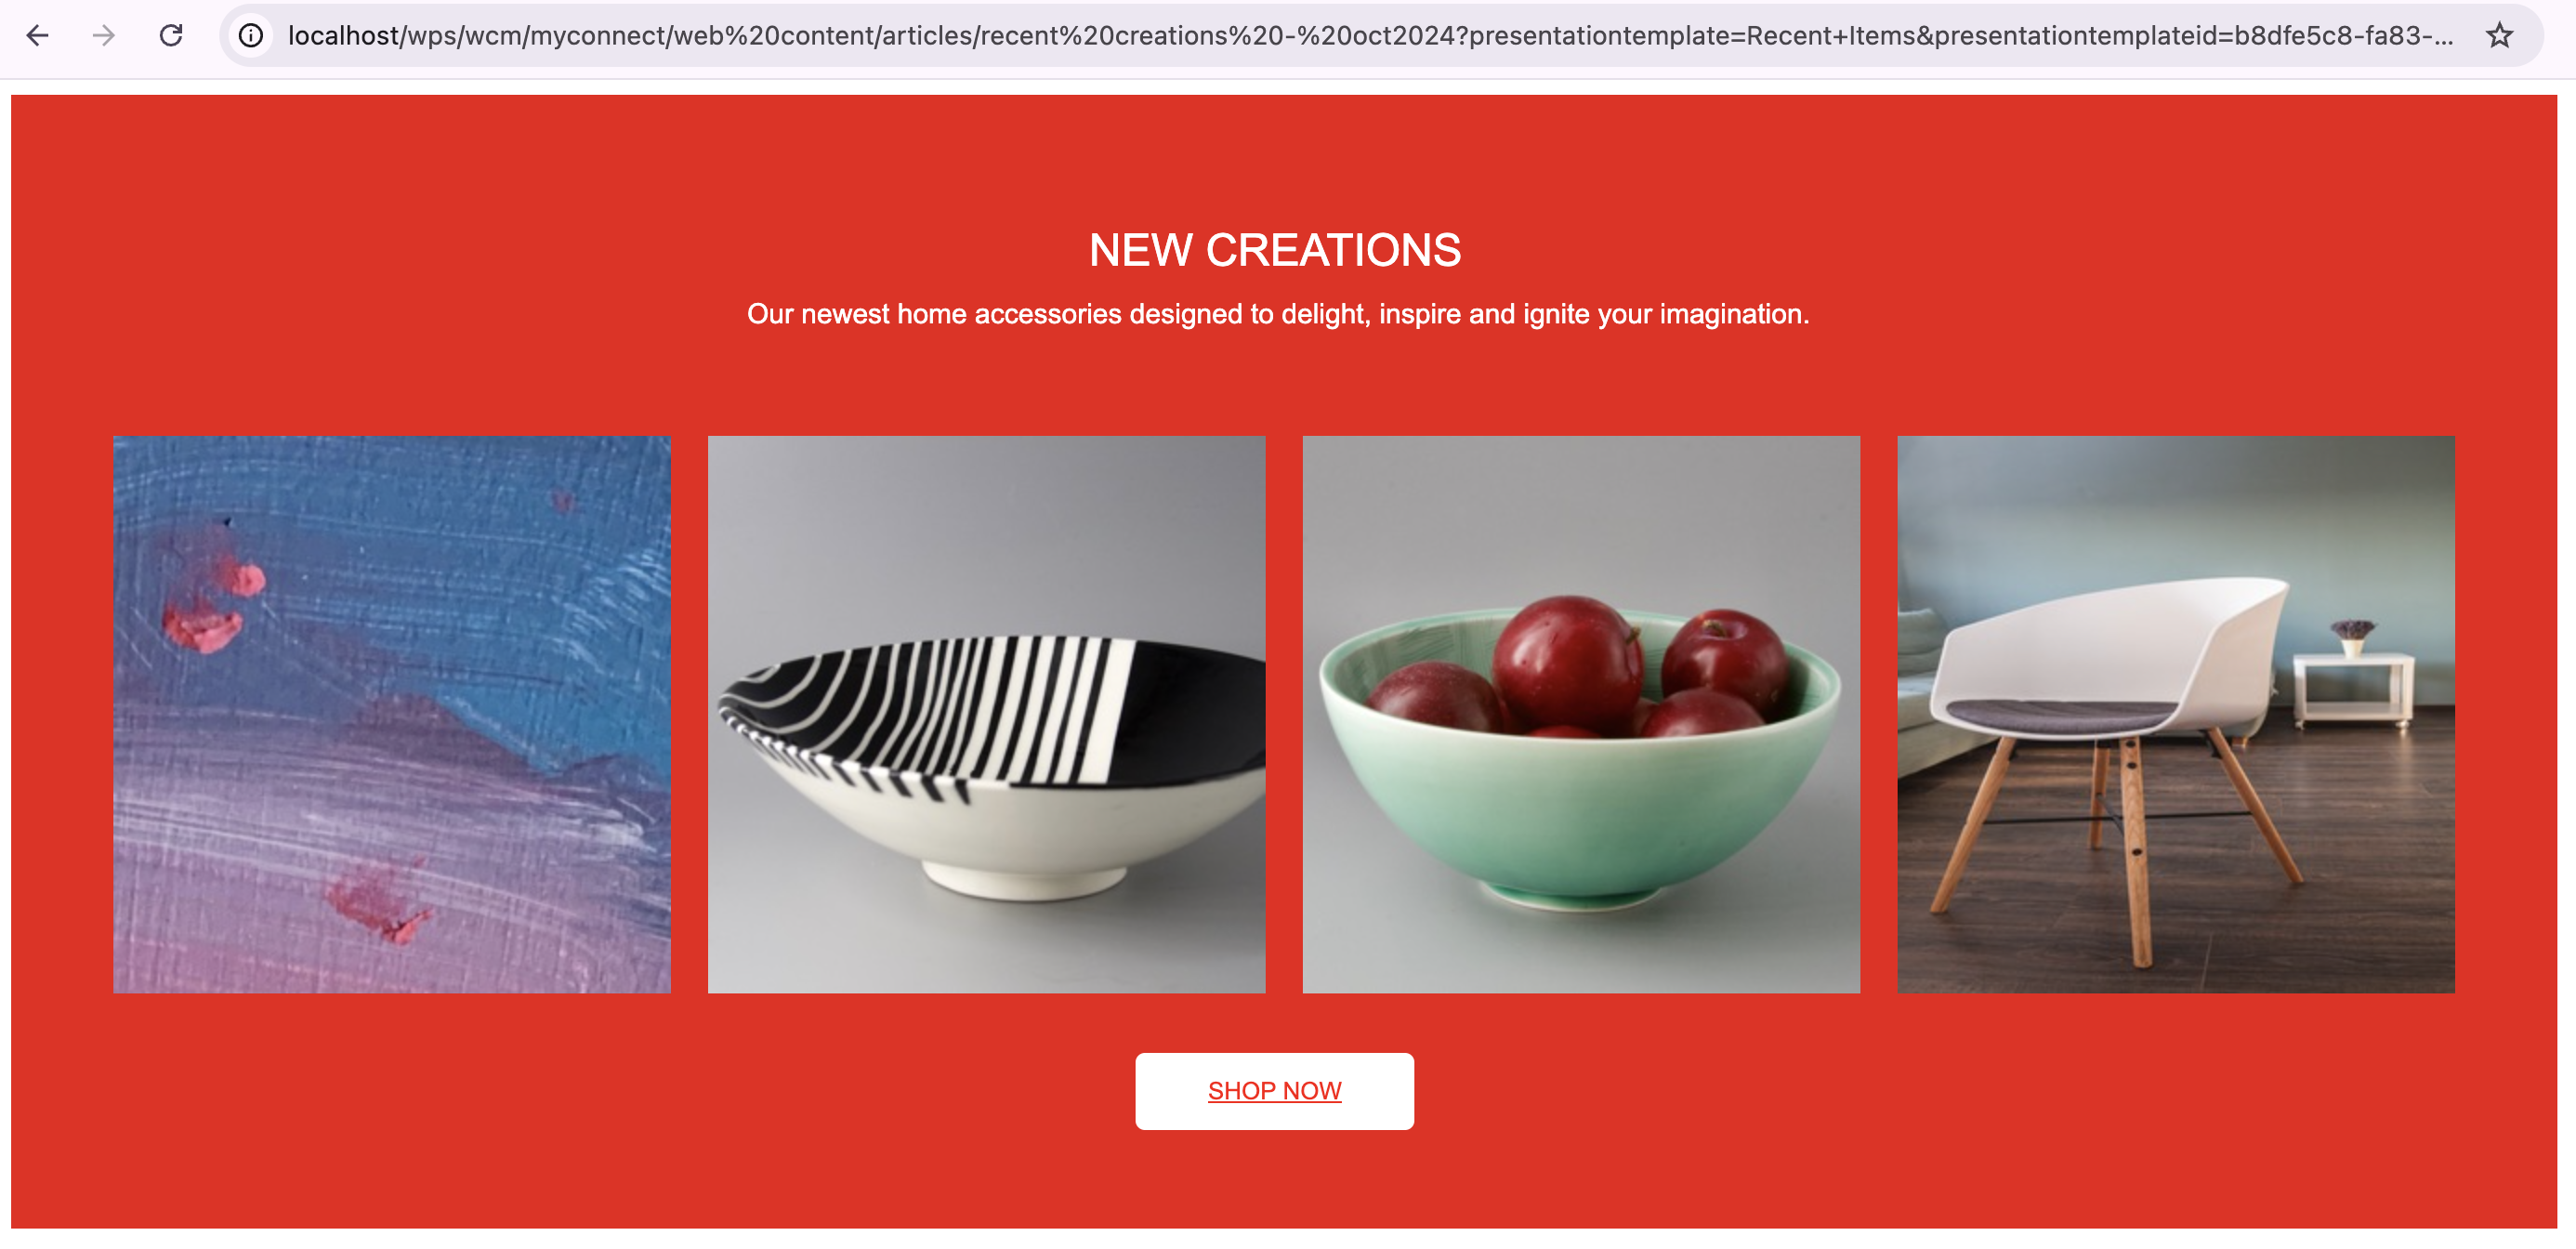 localhost/wps/wcm/myconnect/web%20content/articles/recent%20creations%20-%20oct2024?presentationtemplate=Recent+Items&presentationtemplateid=b8dfe5c8-fa83-...
NEW CREATIONS
Our newest home accessories designed to delight, inspire and ignite your imagination.
SHOP NOW